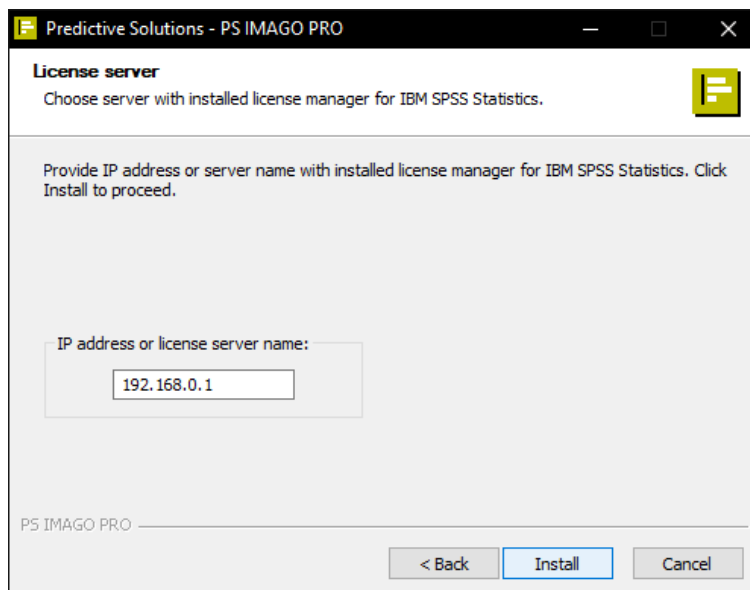 Predictive Solutions - PS IMAGO PRO
License server
Choose server with installed license manager for IBM SPSS Statistics.
Provide IP address or server name with installed license manager for IBM SPSS Statistics. Click
Install to proceed.
IP address or license server name:
192.168.0.1
PS IMAGO PRO
< Back
Install
Cancel